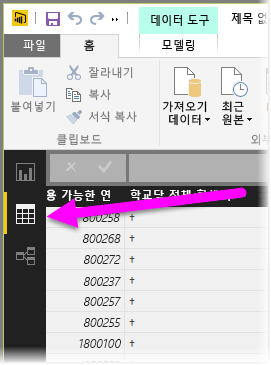 데이터 도구
제목 없
파일
홈
모델링
붙여넣기
잘라내기
복사
서식 복사
클립보드
가져오기
데이터
최근
원본
외부
용 가능한 연
학교당 전체
800258 †
800268 †
800272 †
800237 †
800257 †
800255 †
1800100 †